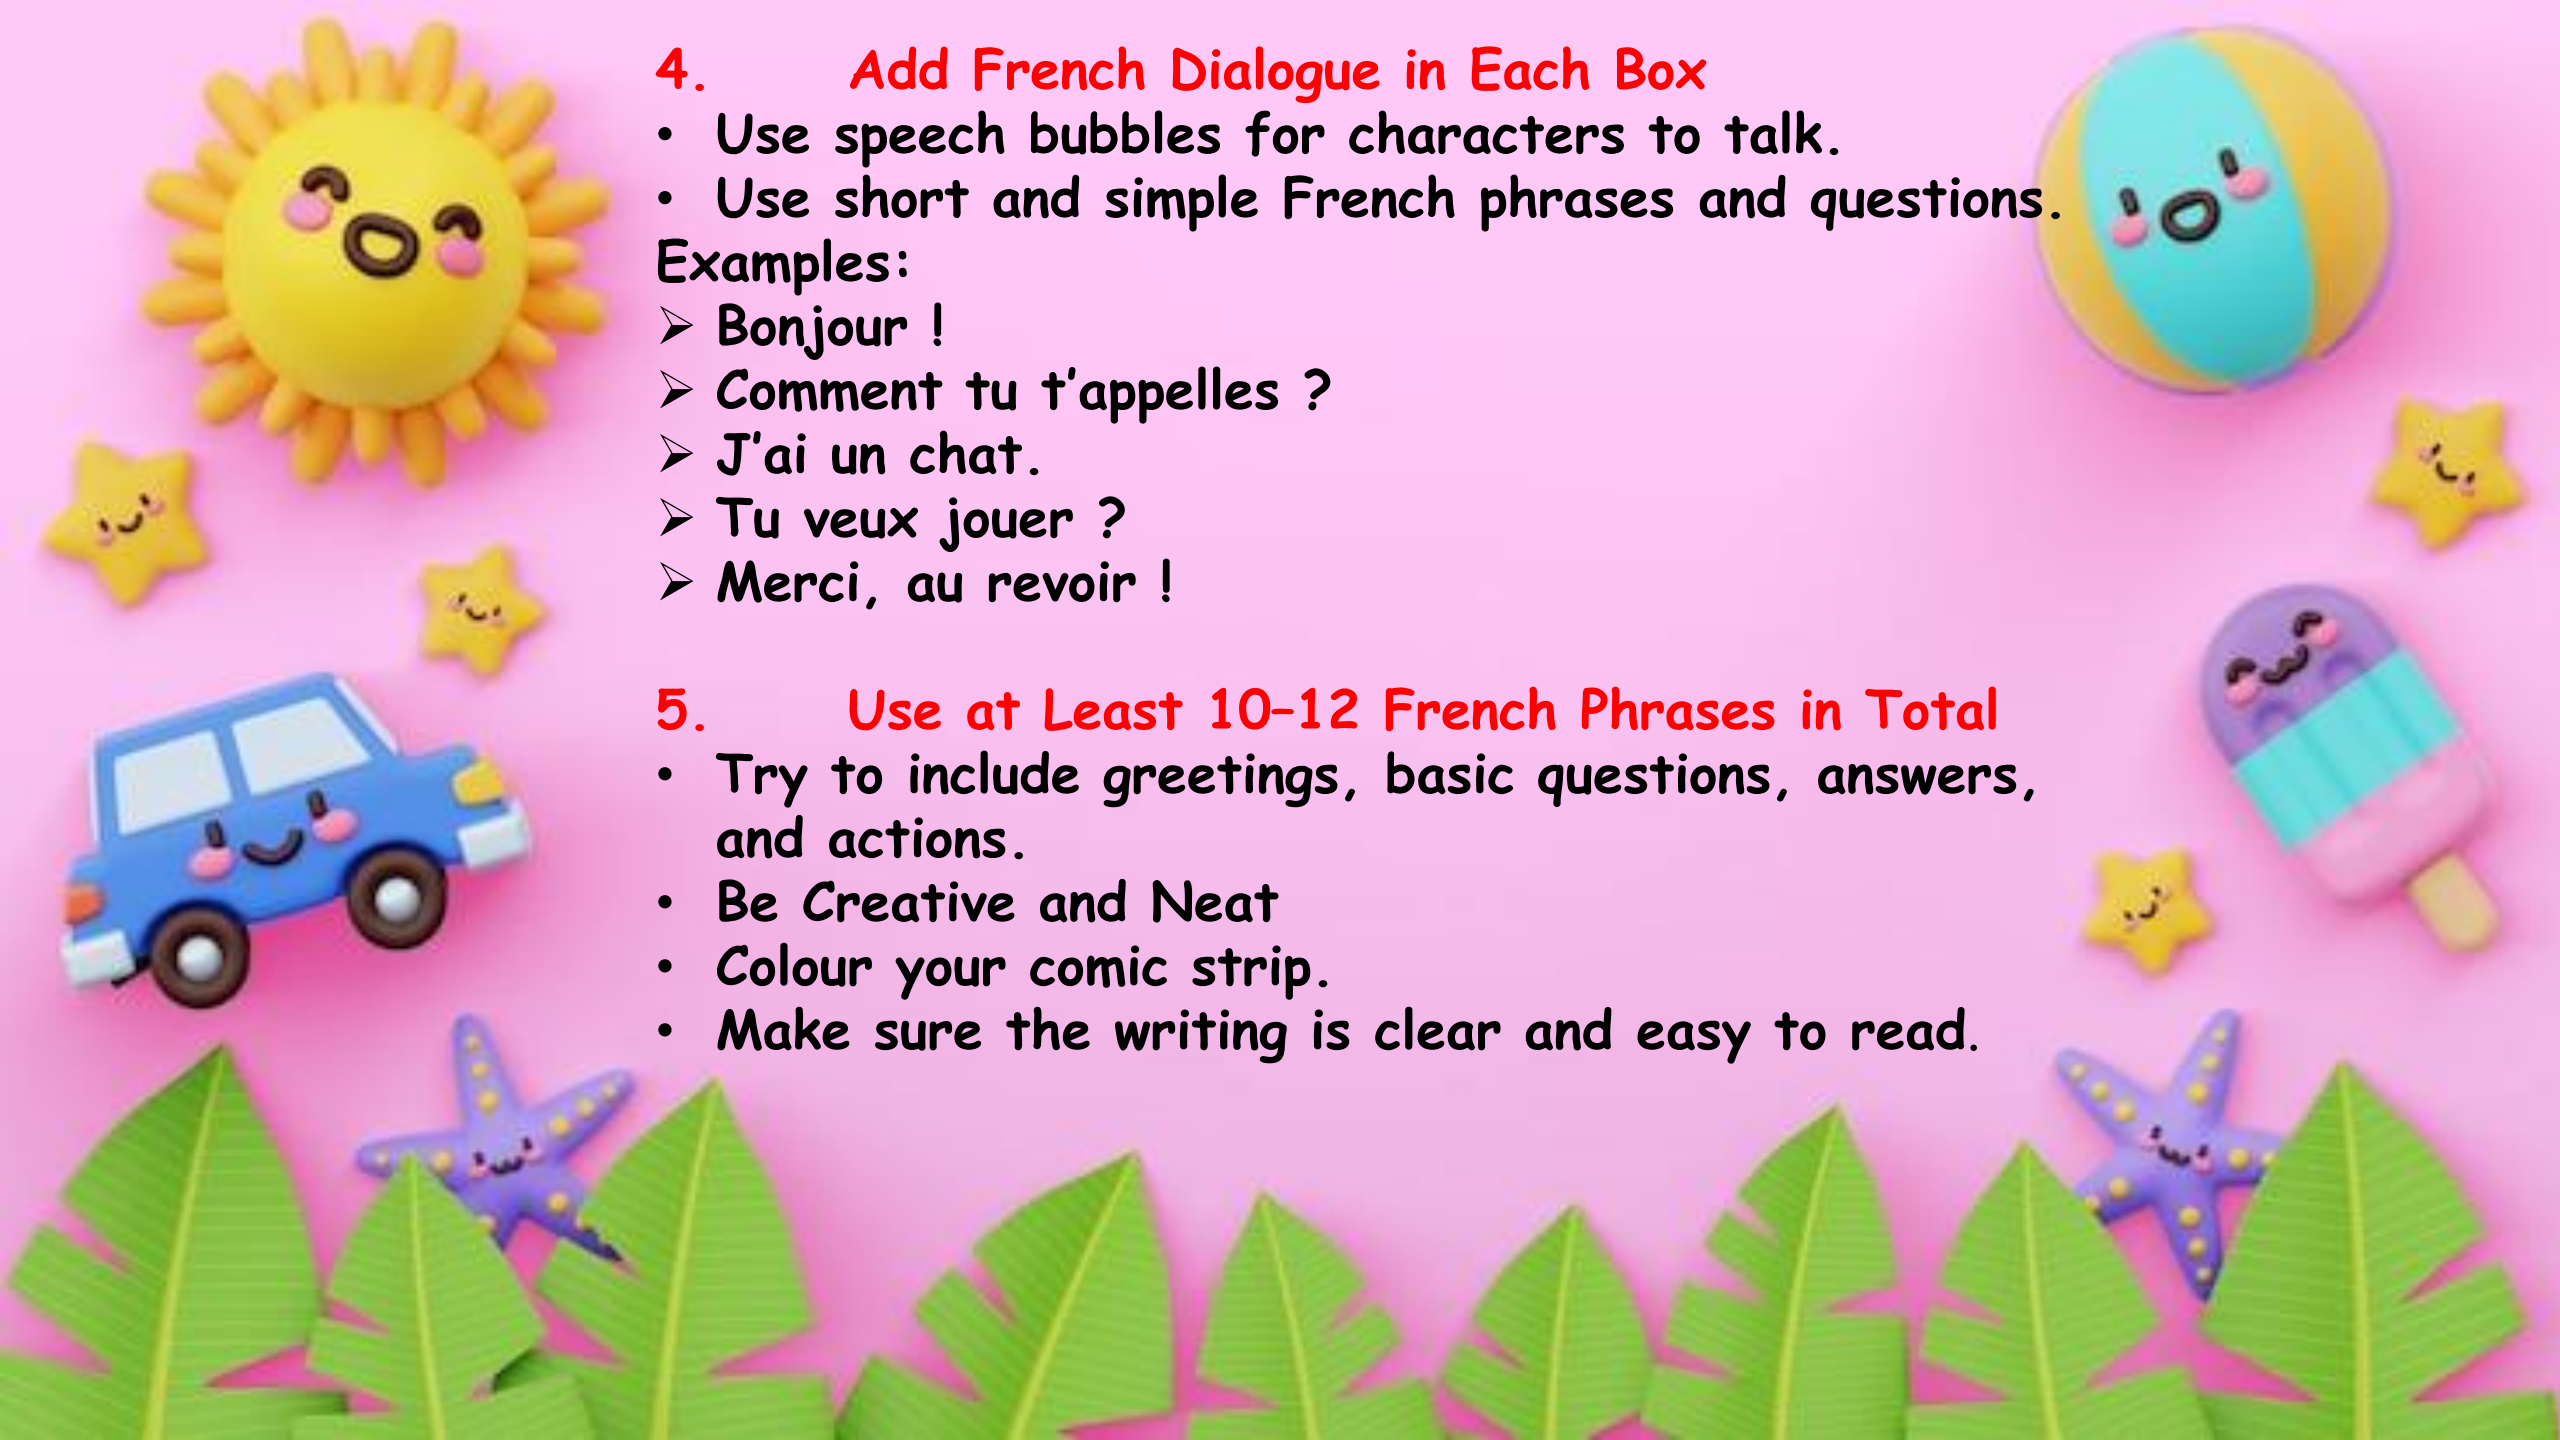 4. Add French Dialogue in Each Box
• Use speech bubbles for characters to talk.
• Use short and simple French phrases and questions.
Examples:
➢ Bonjour !
➢ Comment tu t’appelles ?
➢ J’ai un chat.
➢ Tu veux jouer ?
➢ Merci, au revoir !
5. Use at Least 10–12 French Phrases in Total
• Try to include greetings, basic questions, answers,
and actions.
• Be Creative and Neat
• Colour your comic strip.
• Make sure the writing is clear and easy to read.